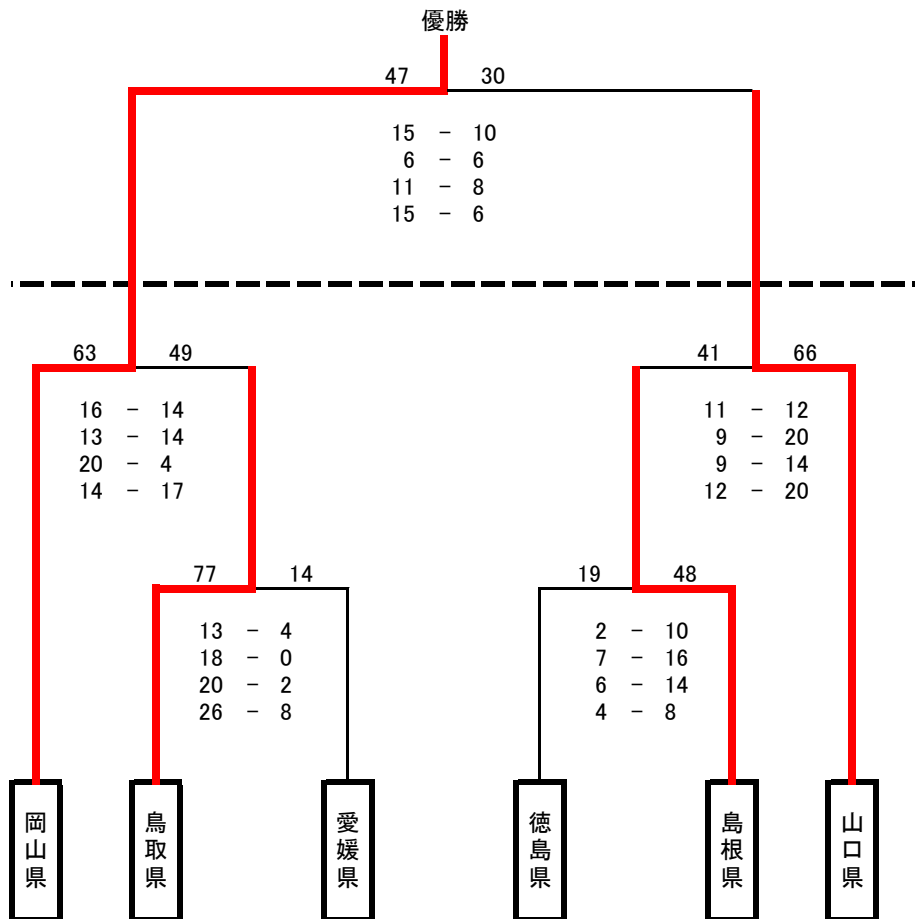 優勝
47 30
15 - 10
6 - 6
11 - 8
15 - 6
63 49 41 66
16 - 14 11 - 12
13 - 14 9 - 20
20 - 4 9 - 14
14 - 17 12 - 20
77 14 19 48
13 - 4 2 - 10
18 - 0 7 - 16
20 - 2 6 - 14
26 - 8 4 - 8
岡山県
鳥取県
愛媛県
徳島県
島根県
山口県